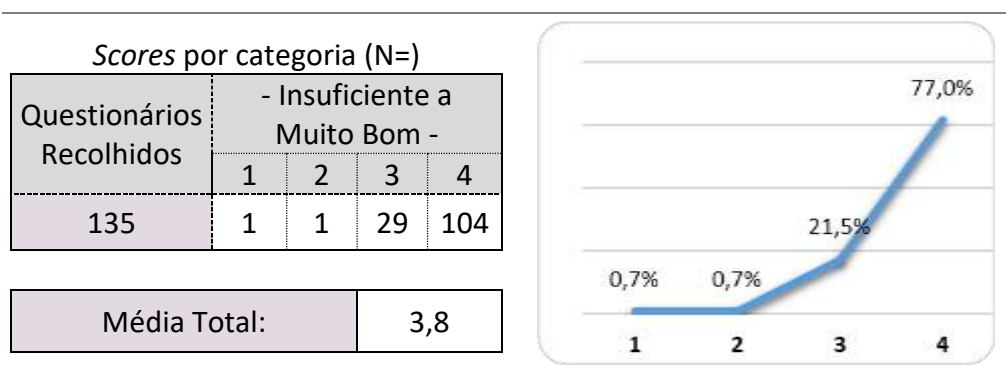 Scores por categoria (N=)
Questionários
Recolhidos
- Insuficiente a
Muito Bom -
1 2 3 4
135 1 1 29 104
Média Total: 3,8
77,0%
21,5%
0,7% 0,7%
1 2 3 4